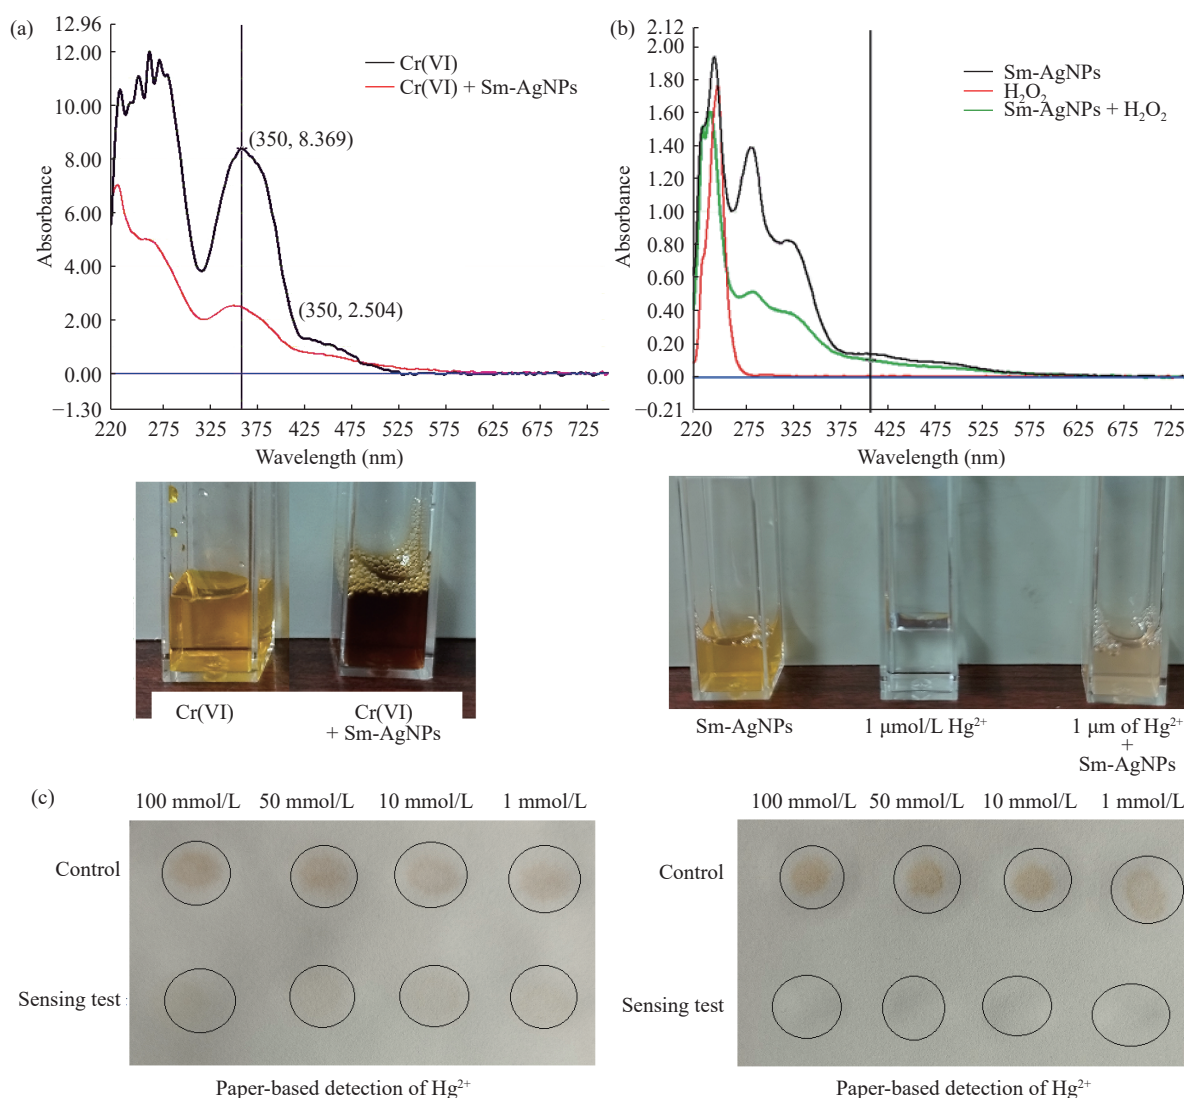 (a)
12.96
12.00
10.00
8.00
6.00
4.00
2.00
0.00
−1.30
Absorbance
Cr(VI)
Cr(VI) + Sm-AgNPs
(350, 8.369)
(350, 2.504)
220 275 325 375 425 475 525 575 625 675 725
Wavelength (nm)
(b)
2.12
2.00
1.80
1.60
1.40
1.20
1.00
0.80
0.60
0.40
0.20
0.00
−0.21
Absorbance
Sm-AgNPs
H₂O₂
Sm-AgNPs + H₂O₂
220 275 325 375 425 475 525 575 625 675 725
Wavelength (nm)
Cr(VI)
Cr(VI)
+ Sm-AgNPs
Sm-AgNPs
1 μmol/L Hg²⁺
1 μm of Hg²⁺
+
Sm-AgNPs
(c)
100 mmol/L 50 mmol/L 10 mmol/L 1 mmol/L
Control
Sensing test
Paper-based detection of Hg²⁺
100 mmol/L 50 mmol/L 10 mmol/L 1 mmol/L
Control
Sensing test
Paper-based detection of Hg²⁺